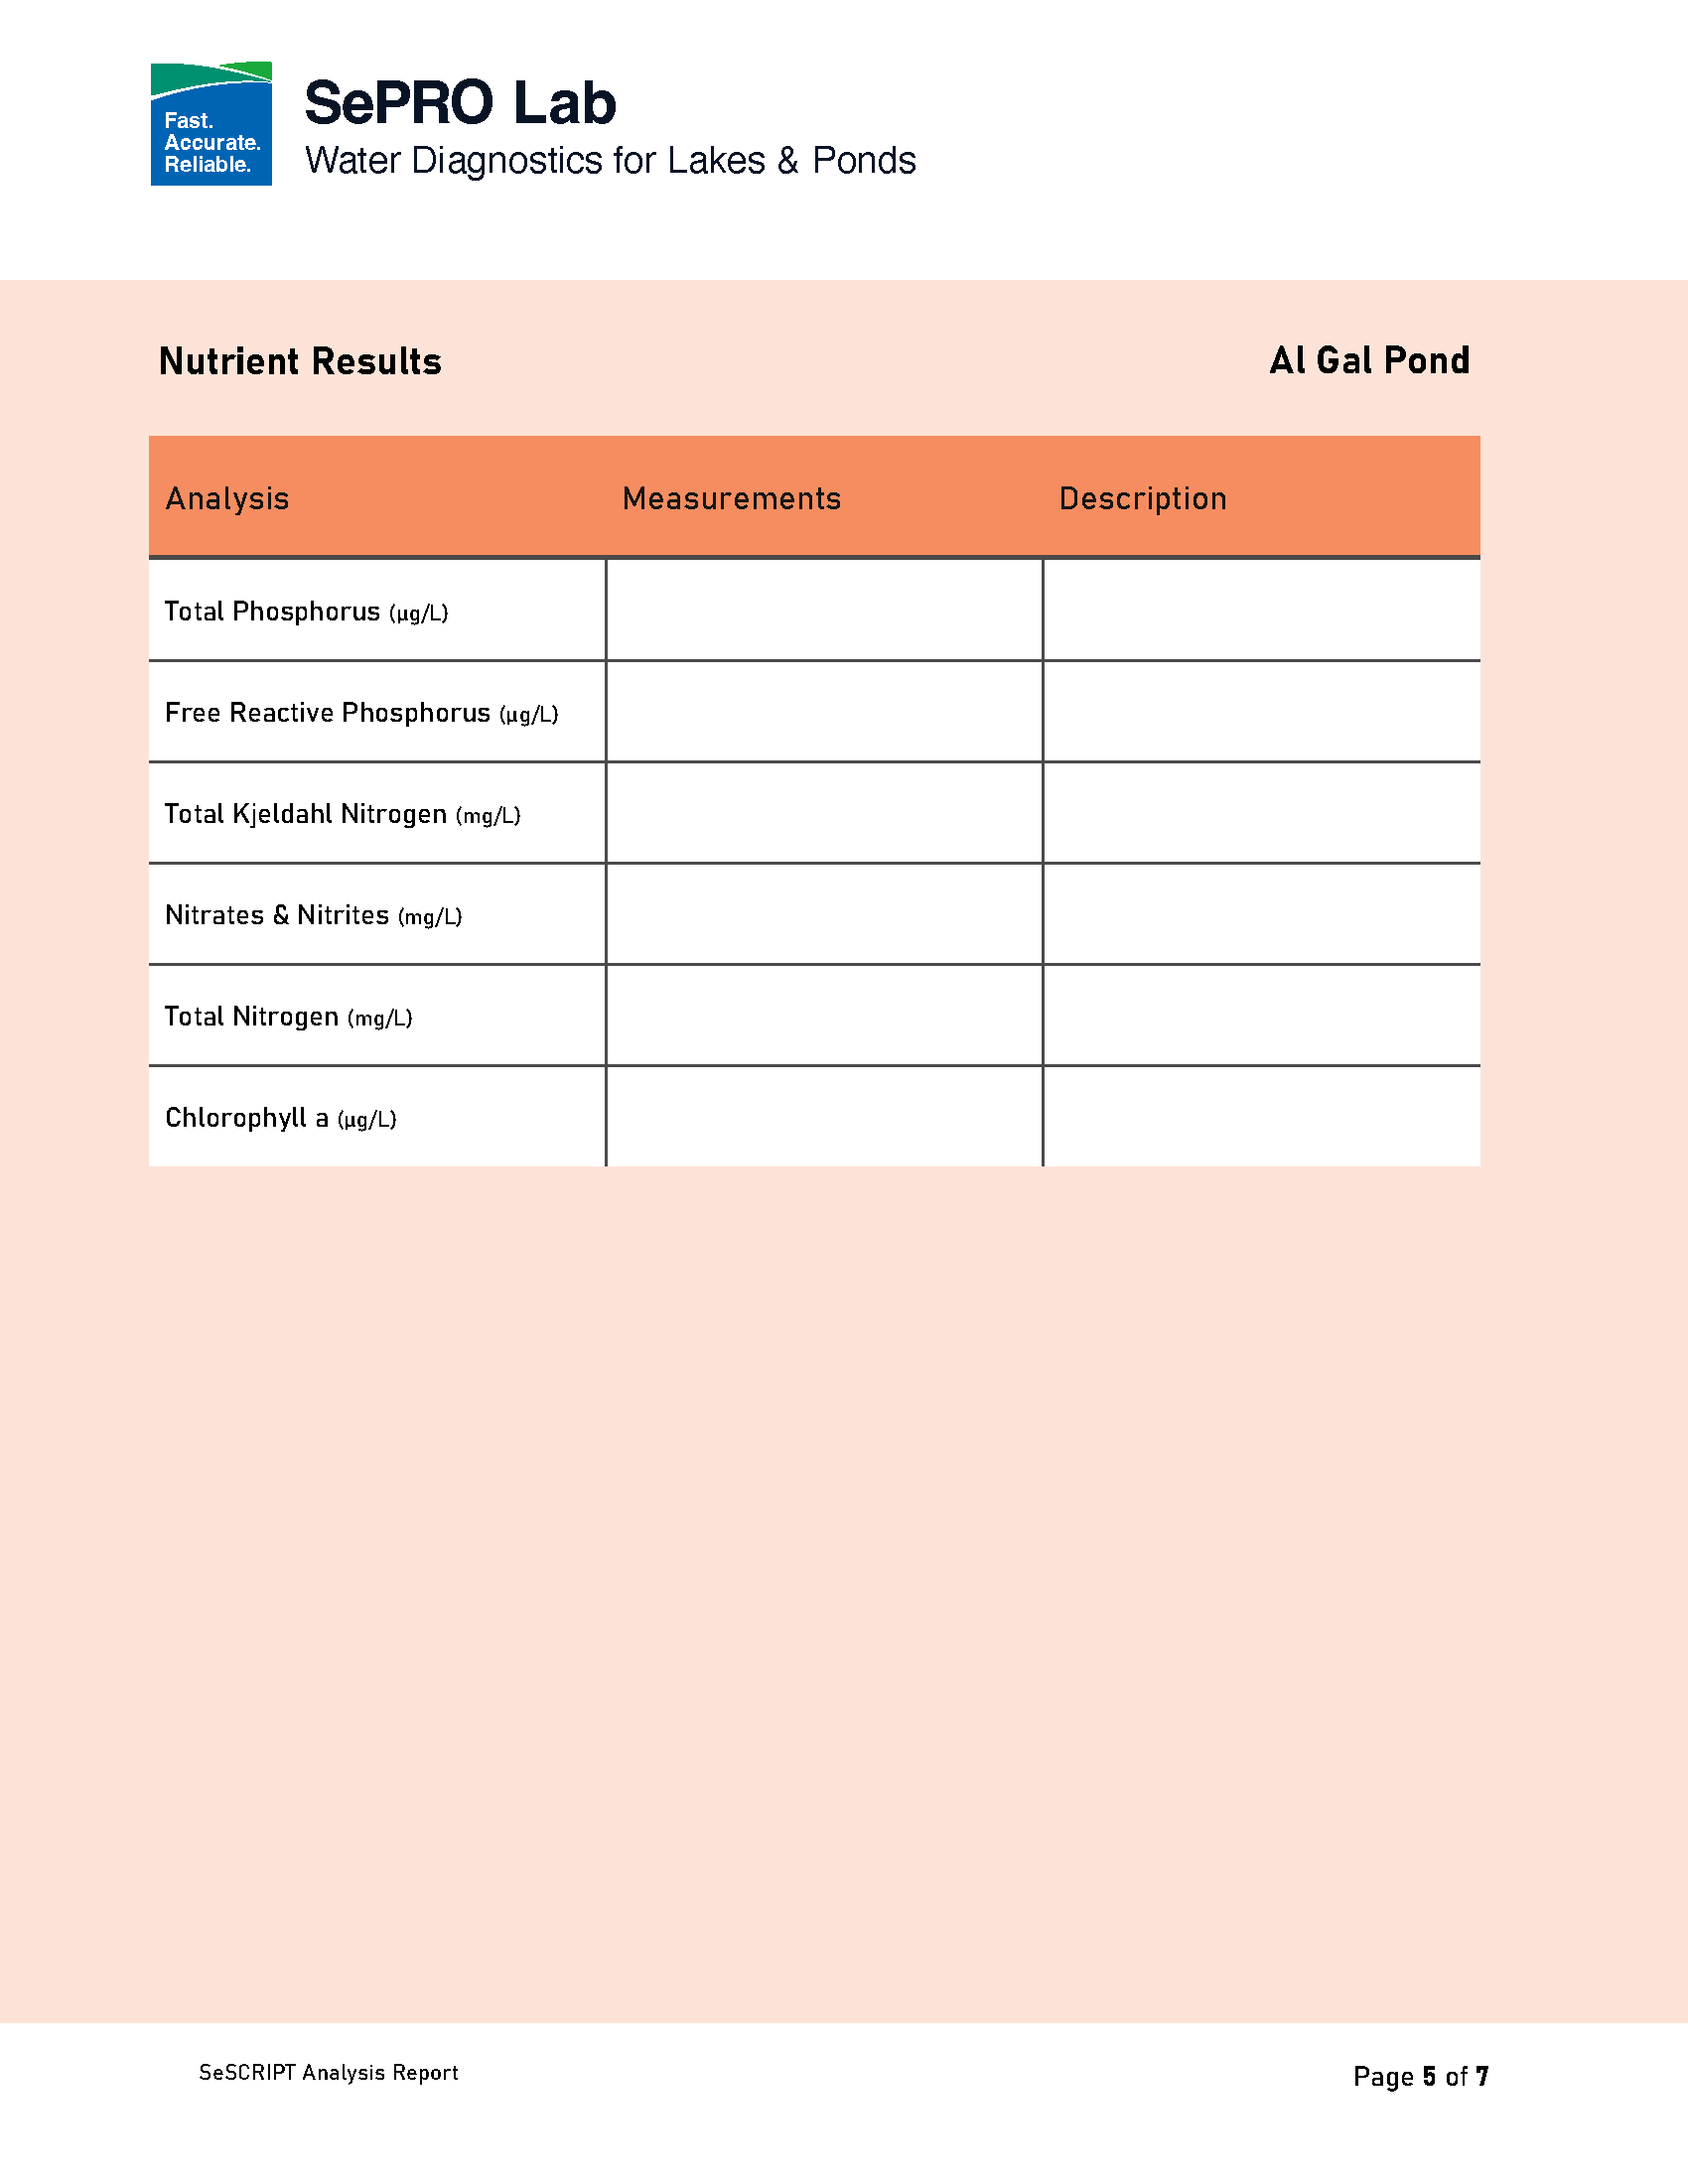 Fast.
Accurate.
Reliable.
SePRO Lab
Water Diagnostics for Lakes & Ponds
Nutrient Results
Al Gal Pond
Analysis Measurements Description
Total Phosphorus (µg/L)
Free Reactive Phosphorus (µg/L)
Total Kjeldahl Nitrogen (mg/L)
Nitrates & Nitrites (mg/L)
Total Nitrogen (mg/L)
Chlorophyll a (µg/L)
SeSCRIPT Analysis Report
Page 5 of 7